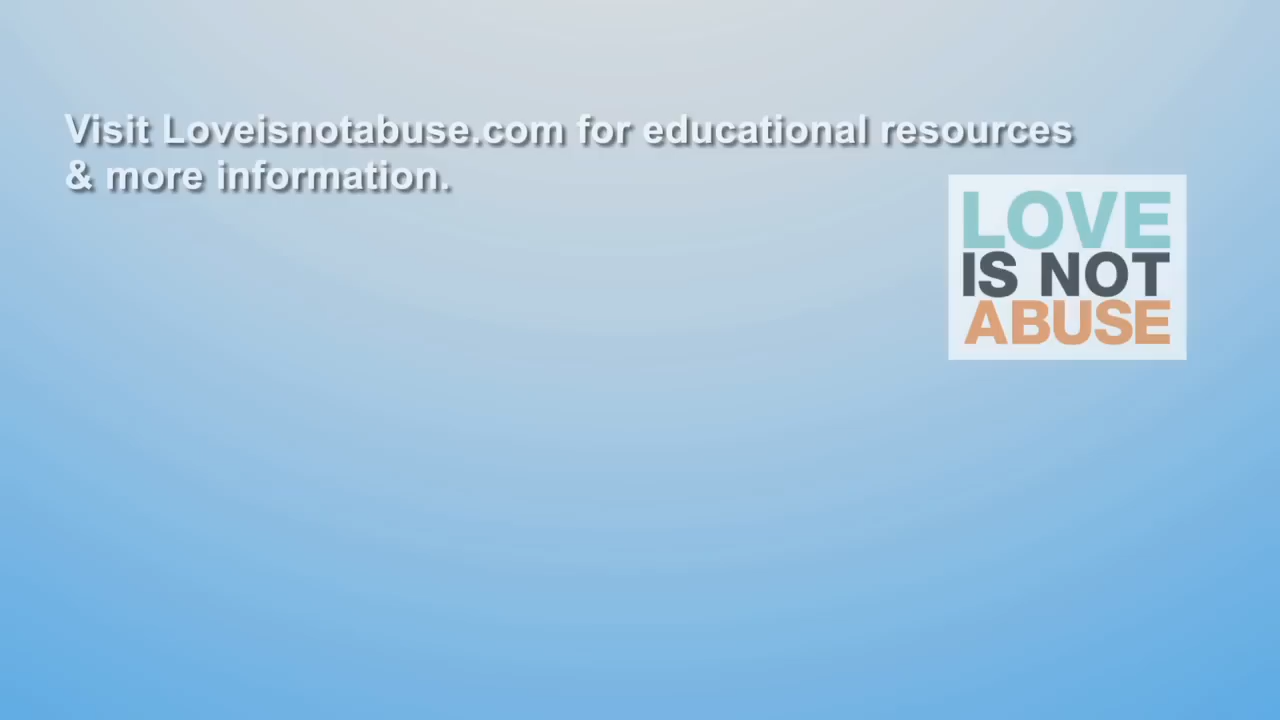 Visit Loveisnotabuse.com for educational resources
& more information.
LOVE
IS NOT
ABUSE